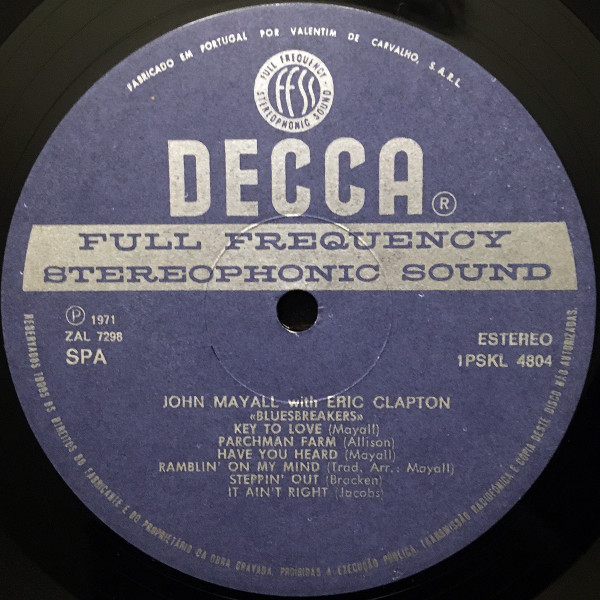 FABRICADO EM PORTUGAL POR VALENTIM DE CARVALHO, S.A.R.L.
FULL FREQUENCY
ffss
STEREOPHONIC SOUND
DECCA®
FULL FREQUENCY
STEREOPHONIC SOUND
℗ 1971
ZAL 7298
SPA
ESTEREO
1PSKL 4804
JOHN MAYALL with ERIC CLAPTON
«BLUESBREAKERS»
KEY TO LOVE (Mayall)
PARCHMAN FARM (Allison)
HAVE YOU HEARD (Mayall)
RAMBLIN' ON MY MIND (Trad. Arr.: Mayall)
STEPPIN' OUT (Bracken)
IT AIN'T RIGHT (Jacobs)
RESERVADOS TODOS OS DIREITOS DO FABRICANTE E DO PROPRIETÁRIO DA OBRA GRAVADA. PROIBIDAS A EXECUÇÃO PÚBLICA, TRANSMISSÃO RADIOFÓNICA E CÓPIA DESTE DISCO NÃO AUTORIZADAS.